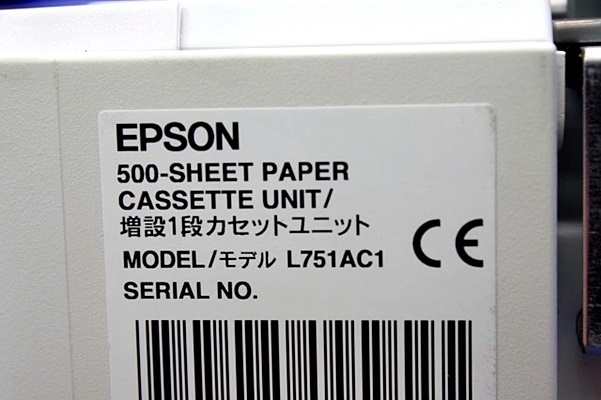 EPSON
500-SHEET PAPER
CASSETTE UNIT/
増設1段カセットユニット
MODEL/モデル L751AC1
SERIAL NO.
CE